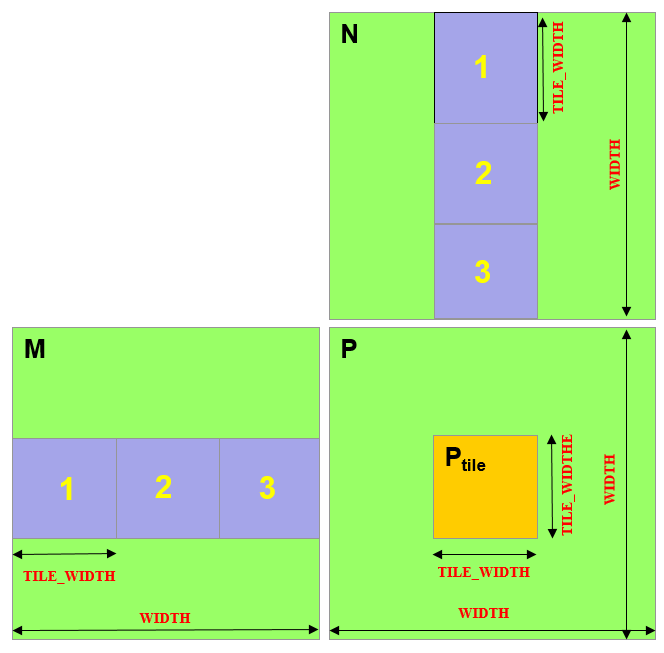 N
1
TILE_WIDTH
WIDTH
2
3
M
1
2
3
TILE_WIDTH
WIDTH
P
Ptile
TILE_WIDTHE
WIDTH
TILE_WIDTH
WIDTH